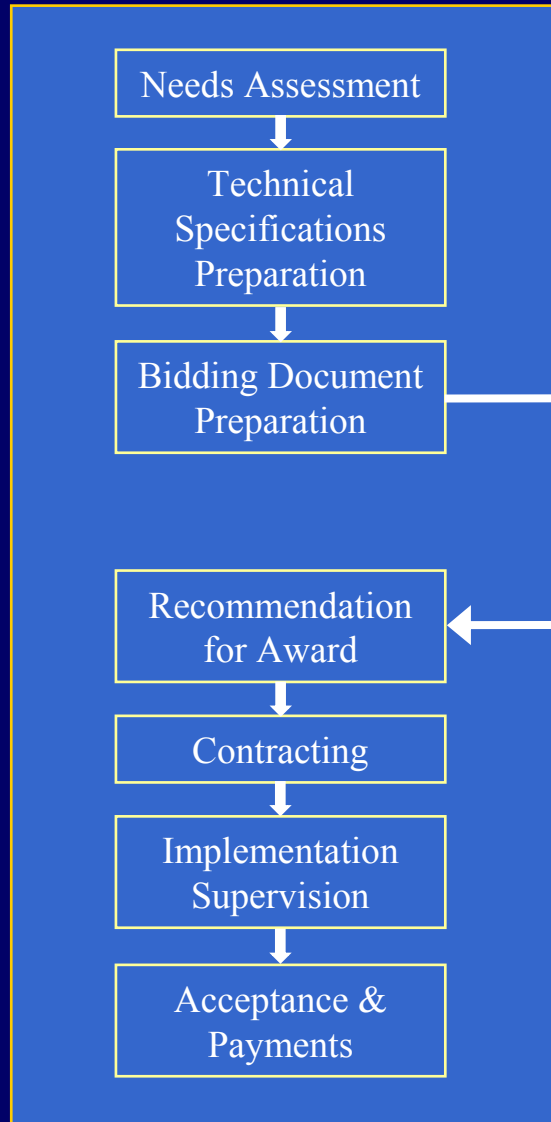 Needs Assessment
Technical
Specifications
Preparation
Bidding Document
Preparation
Recommendation
for Award
Contracting
Implementation
Supervision
Acceptance &
Payments